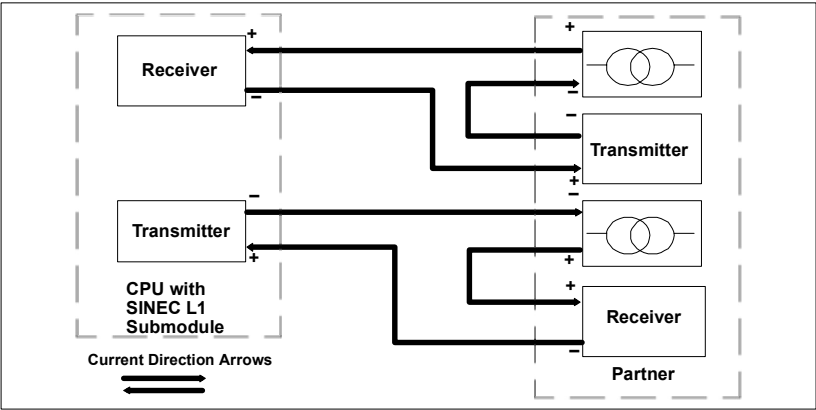 +
+
Receiver
−
−
−
Transmitter
+
−
−
Transmitter
+
+
+
CPU with
SINEC L1
Submodule
Receiver
−
Current Direction Arrows
Partner